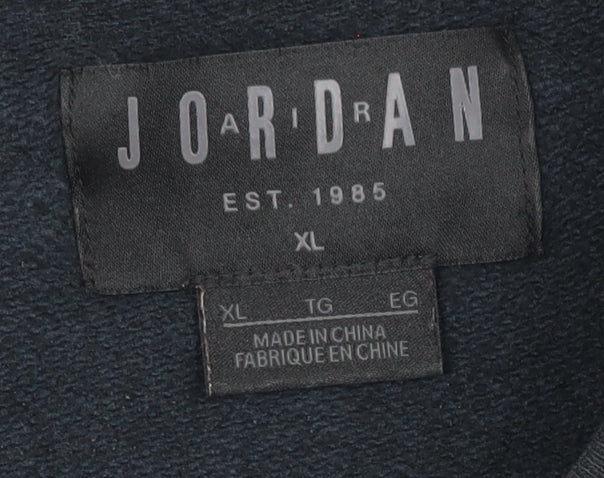 JORDAN
AIR
EST. 1985
XL
XL TG EG
MADE IN CHINA
FABRIQUE EN CHINE